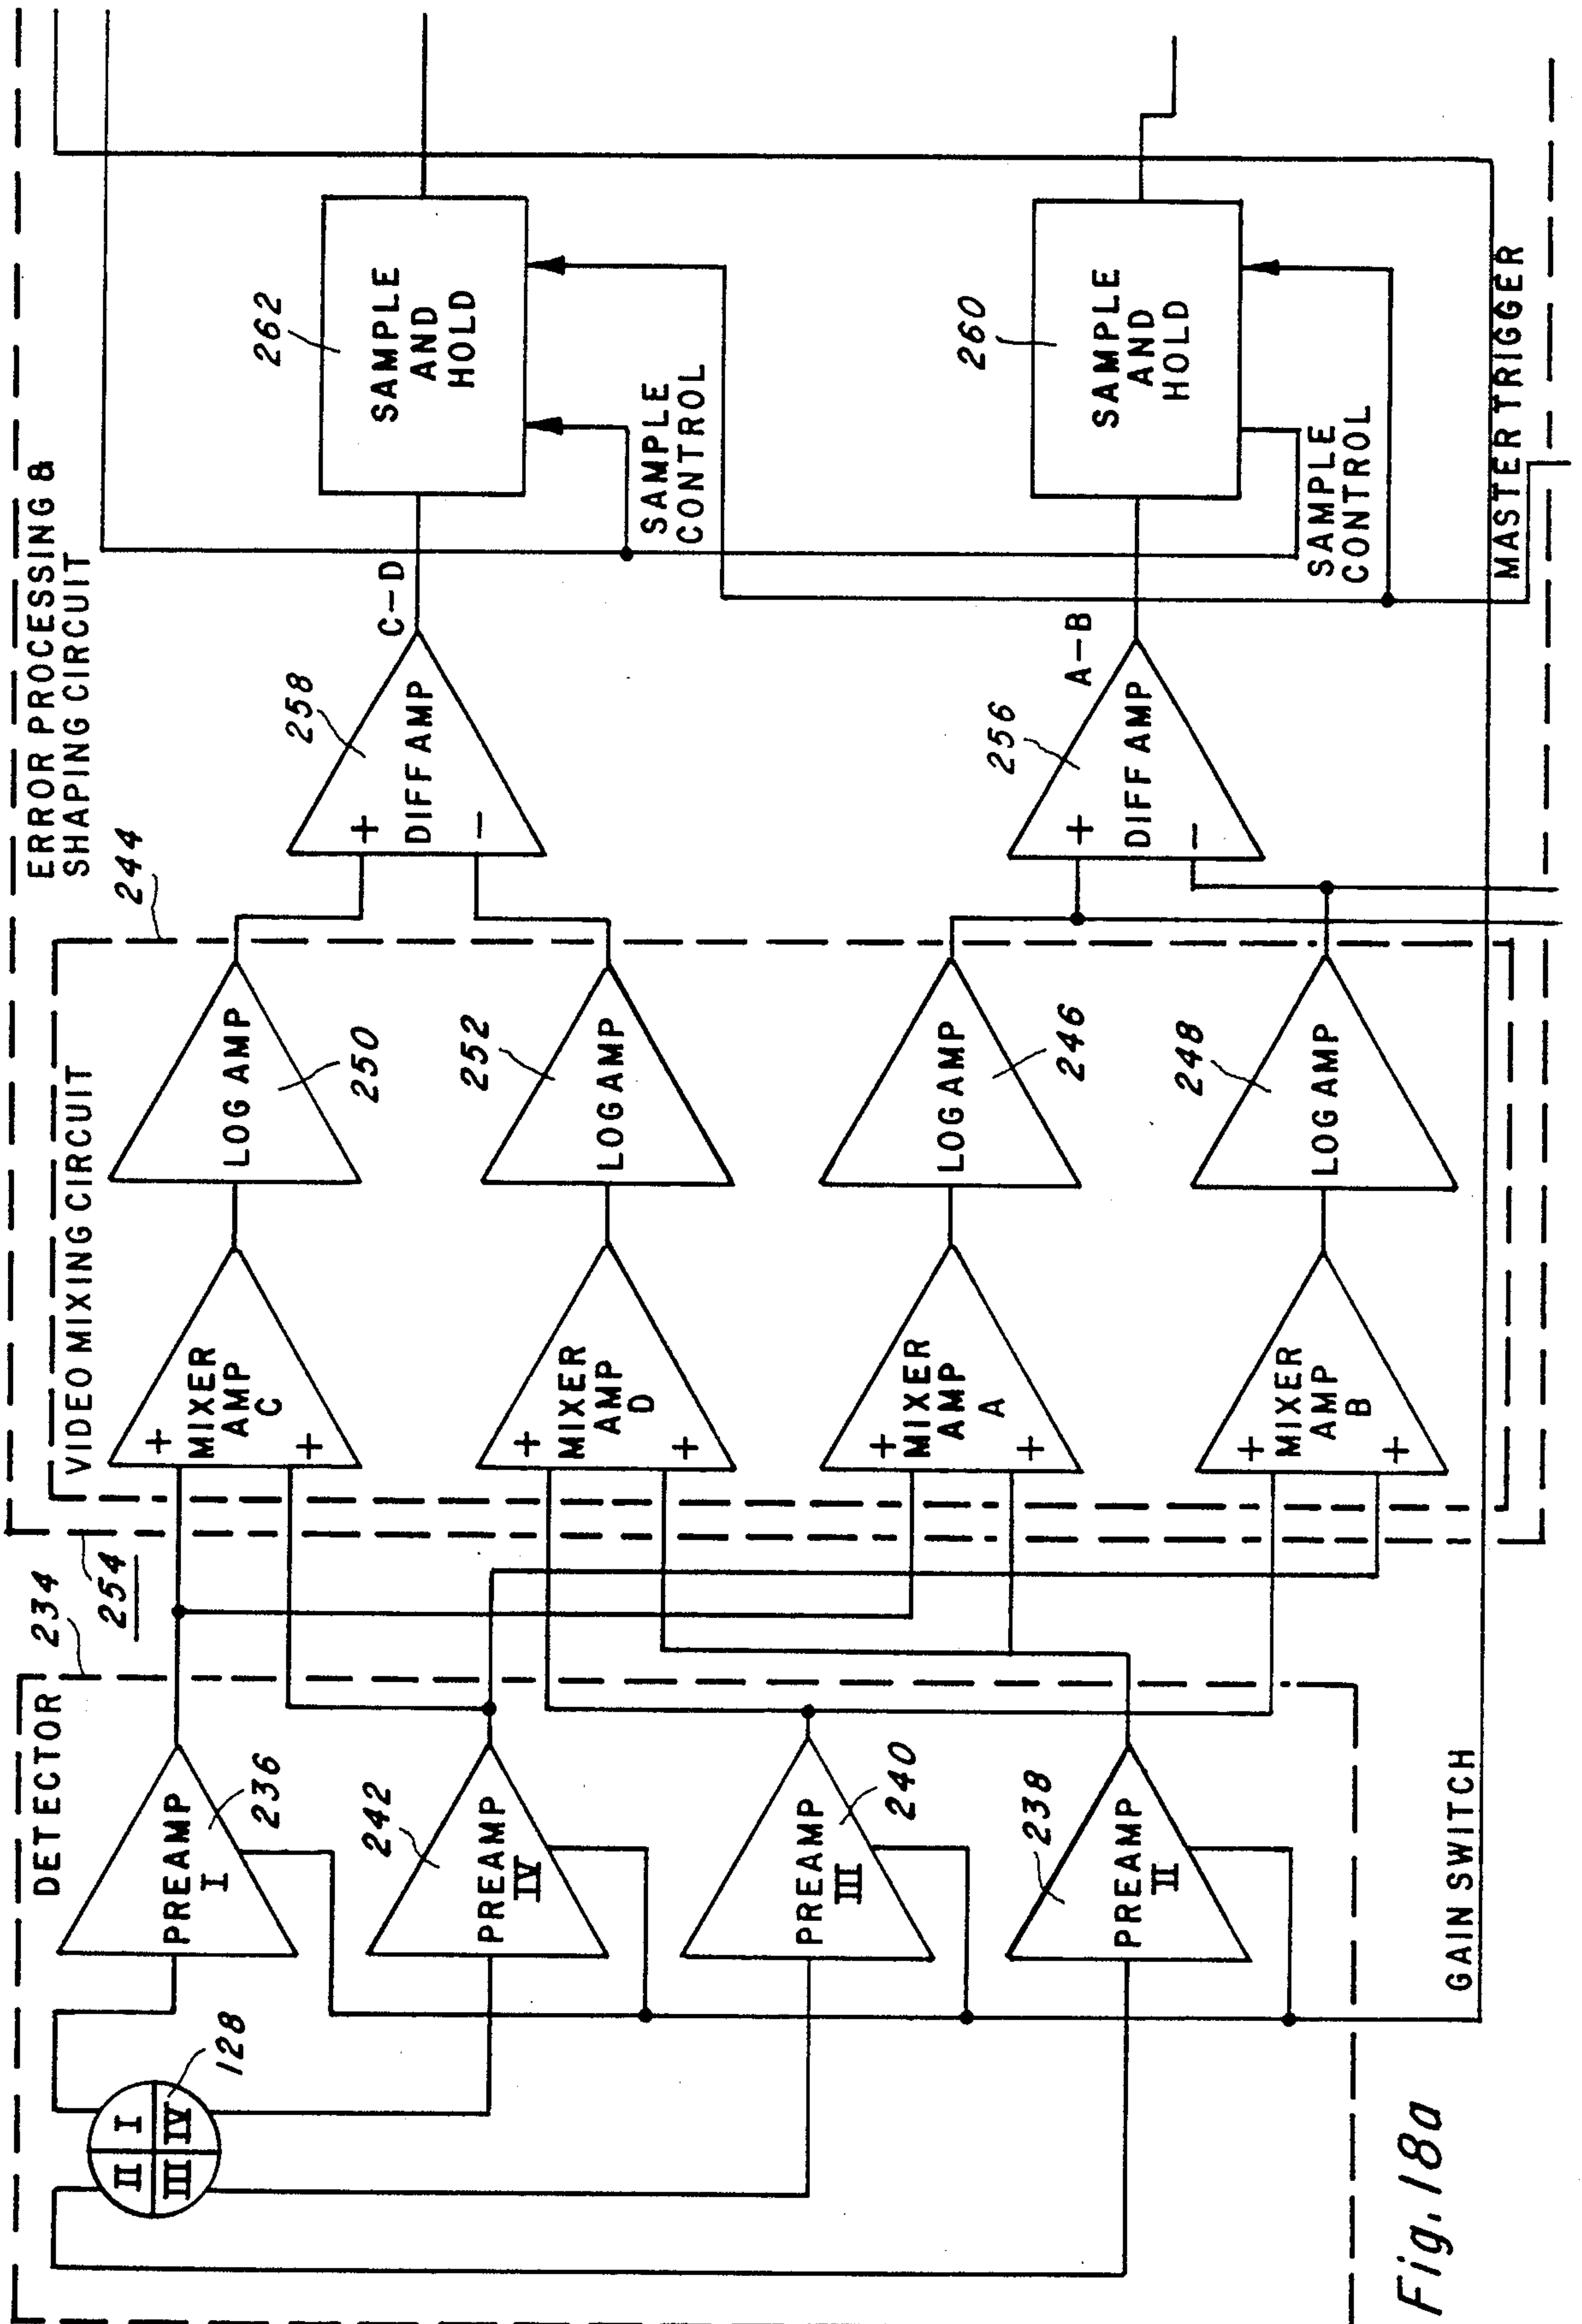 DETECTOR
234
254
VIDEO MIXING CIRCUIT
244
ERROR PROCESSING &
SHAPING CIRCUIT
II
I
III
IV
128
PREAMP
I
236
PREAMP
IV
242
PREAMP
III
240
PREAMP
II
238
GAIN SWITCH
+
MIXER
AMP
C
+
+
MIXER
AMP
D
+
+
MIXER
AMP
A
+
+
MIXER
AMP
B
+
LOG AMP
250
LOG AMP
252
LOG AMP
246
LOG AMP
248
+
DIFF AMP
−
258
C−D
+
DIFF AMP
−
256
A−B
SAMPLE
AND
HOLD
262
SAMPLE
CONTROL
SAMPLE
AND
HOLD
260
SAMPLE
CONTROL
MASTER TRIGGER
Fig. 18a